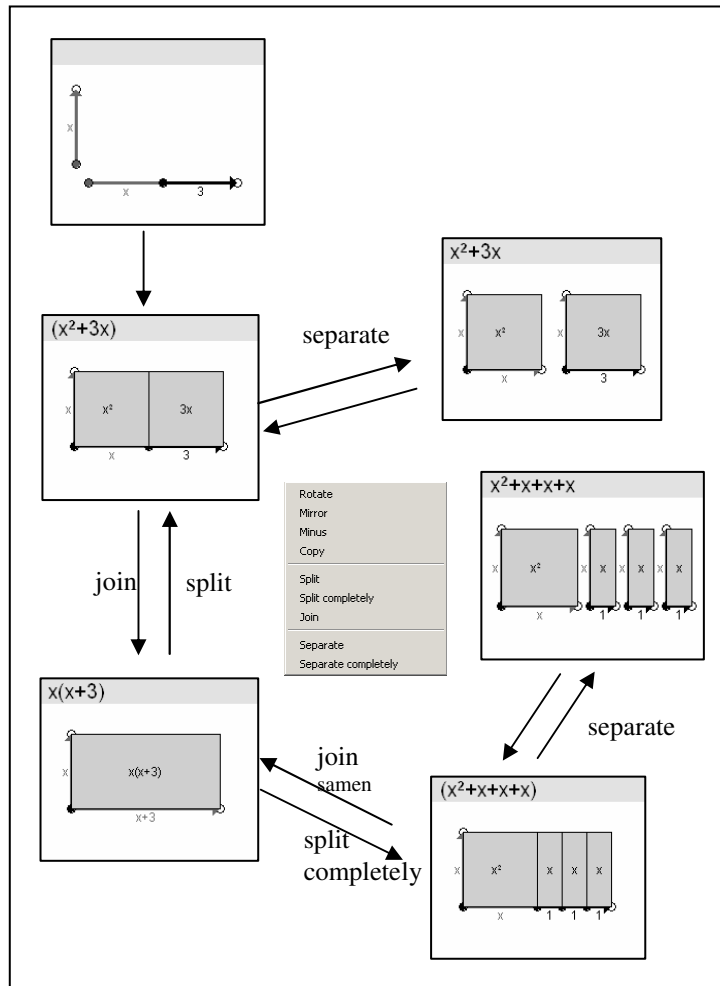 x
x 3
x²+3x
x² 3x
x x
x 3
(x²+3x)
x² 3x
x
x 3
separate
Rotate
Mirror
Minus
Copy
Split
Split completely
Join
Separate
Separate completely
x²+x+x+x
x x² x x x x x x
x 1 1 1
join split
x(x+3)
x x(x+3)
x+3
join
samen
split
completely
separate
(x²+x+x+x)
x x² x x x
x 1 1 1